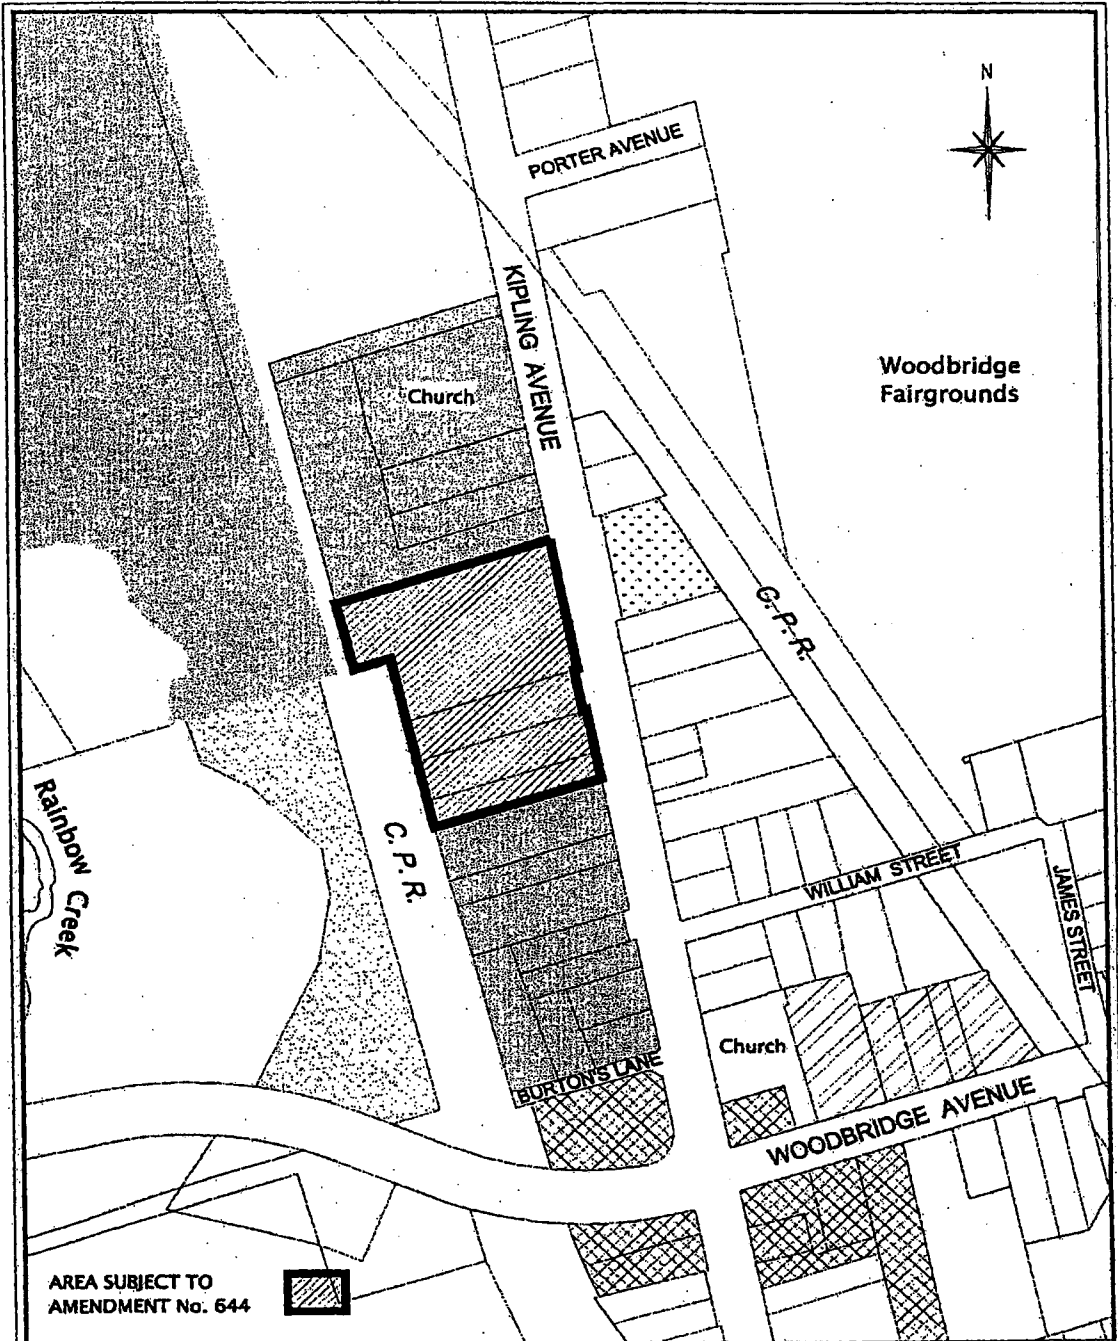 N
PORTER AVENUE
KIPLING AVENUE
Woodbridge
Fairgrounds
Church
C. P. R.
Rainbow Creek
C. P. R.
WILLIAM STREET
JAMES STREET
Church
BURTON'S LANE
WOODBRIDGE AVENUE
AREA SUBJECT TO
AMENDMENT No. 644